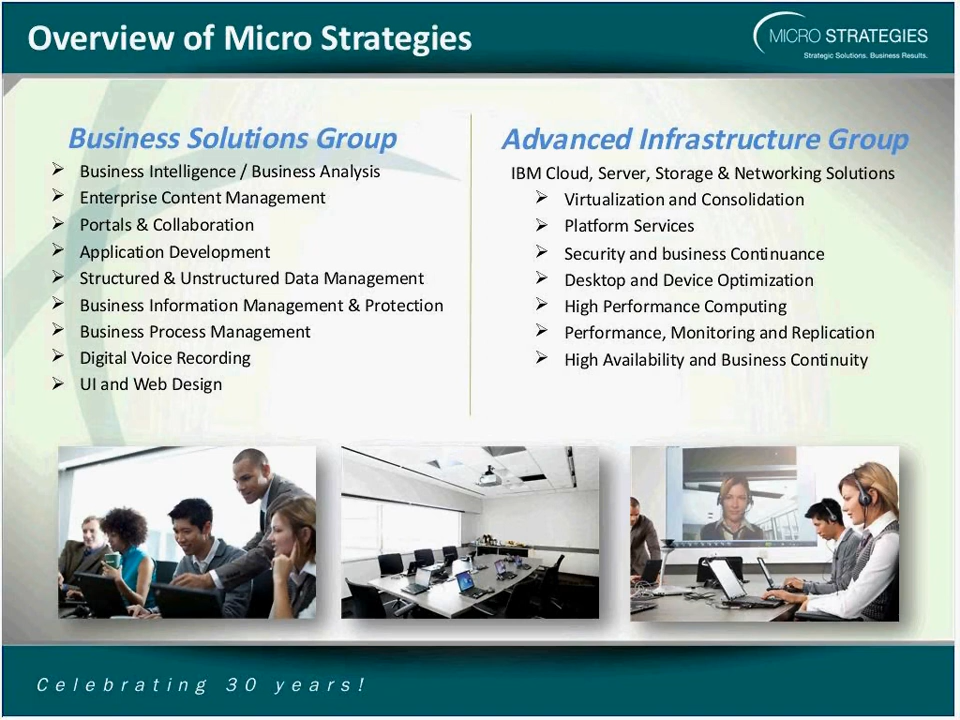 Overview of Micro Strategies
MICRO STRATEGIES
Strategic Solutions. Business Results.
Business Solutions Group
Business Intelligence / Business Analysis
Enterprise Content Management
Portals & Collaboration
Application Development
Structured & Unstructured Data Management
Business Information Management & Protection
Business Process Management
Digital Voice Recording
UI and Web Design
Advanced Infrastructure Group
IBM Cloud, Server, Storage & Networking Solutions
Virtualization and Consolidation
Platform Services
Security and business Continuance
Desktop and Device Optimization
High Performance Computing
Performance, Monitoring and Replication
High Availability and Business Continuity
Celebrating 30 years!